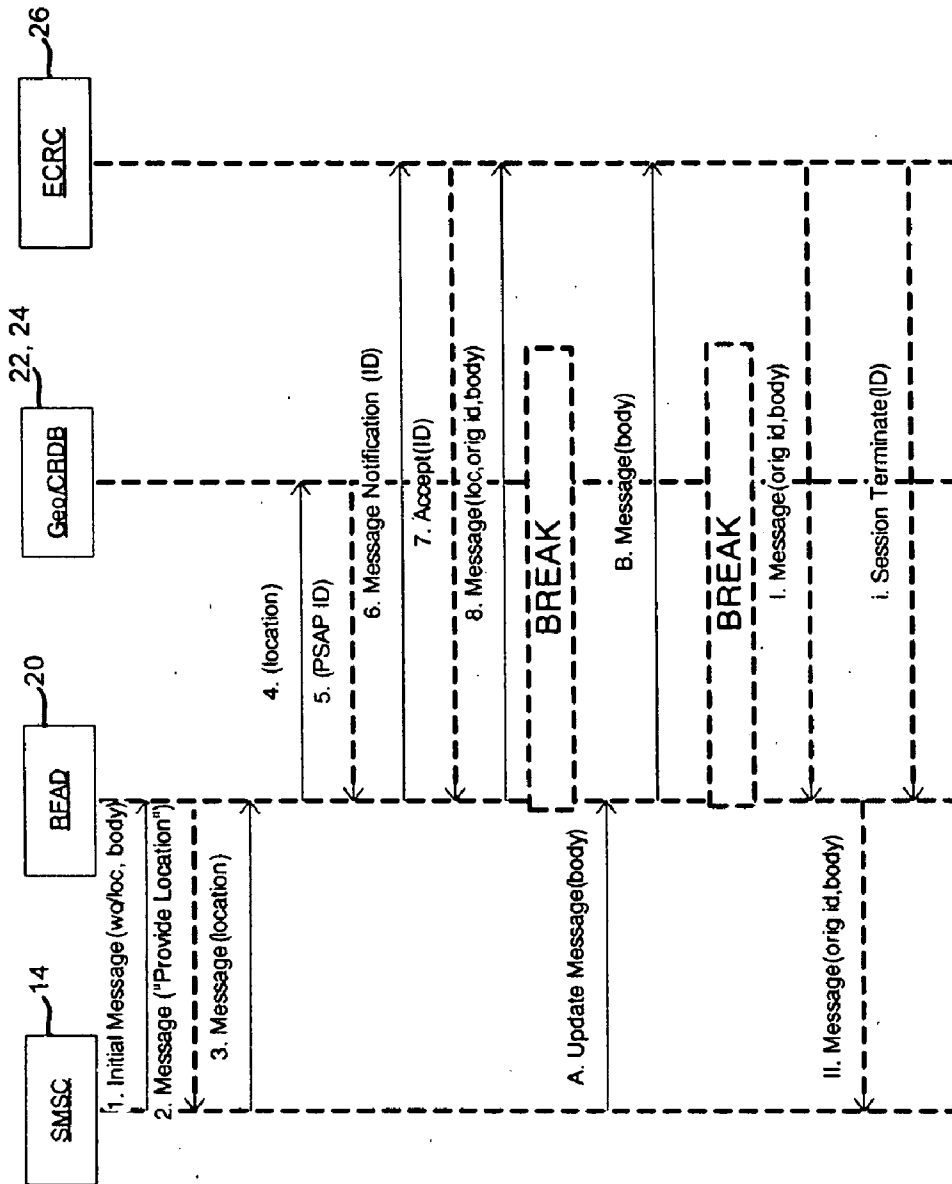 SMSC
14
RFAD
20
Geo/CRDB
22, 24
ECRC
26
1. Initial Message (wo/loc, body)
2. Message ("Provide Location")
3. Message (location)
4. (location)
5. (PSAP ID)
6. Message Notification (ID)
7. Accept(ID)
8. Message(loc,orig id,body)
BREAK
A. Update Message(body)
B. Message(body)
BREAK
I. Message(orig id,body)
II. Message(orig id,body)
i. Session Terminate(ID)